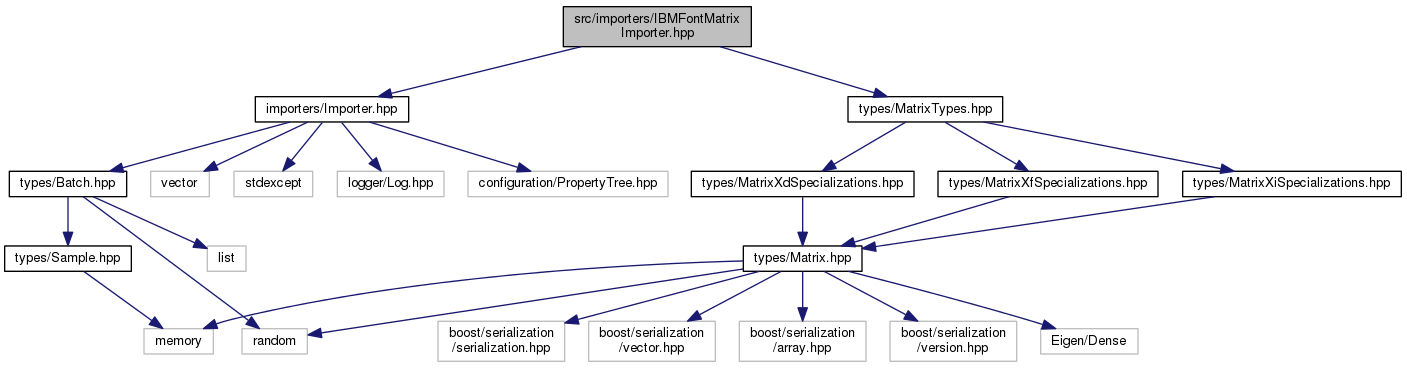 src/importers/IBMFontMatrix
Importer.hpp
importers/Importer.hpp
types/MatrixTypes.hpp
types/Batch.hpp
vector
stdexcept
logger/Log.hpp
configuration/PropertyTree.hpp
types/MatrixXdSpecializations.hpp
types/MatrixXfSpecializations.hpp
types/MatrixXiSpecializations.hpp
types/Sample.hpp
list
types/Matrix.hpp
memory
random
boost/serialization
/serialization.hpp
boost/serialization
/vector.hpp
boost/serialization
/array.hpp
boost/serialization
/version.hpp
Eigen/Dense